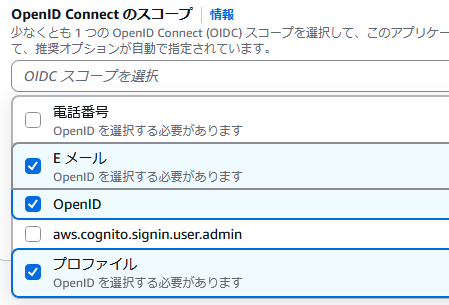 OpenID Connect のスコープ | 情報
少なくとも 1 つの OpenID Connect (OIDC) スコープを選択して、このアプリケー
て、推奨オプションが自動で指定されています。
OIDC スコープを選択
電話番号
OpenID を選択する必要があります
E メール
OpenID を選択する必要があります
OpenID
aws.cognito.signin.user.admin
プロファイル
OpenID を選択する必要があります